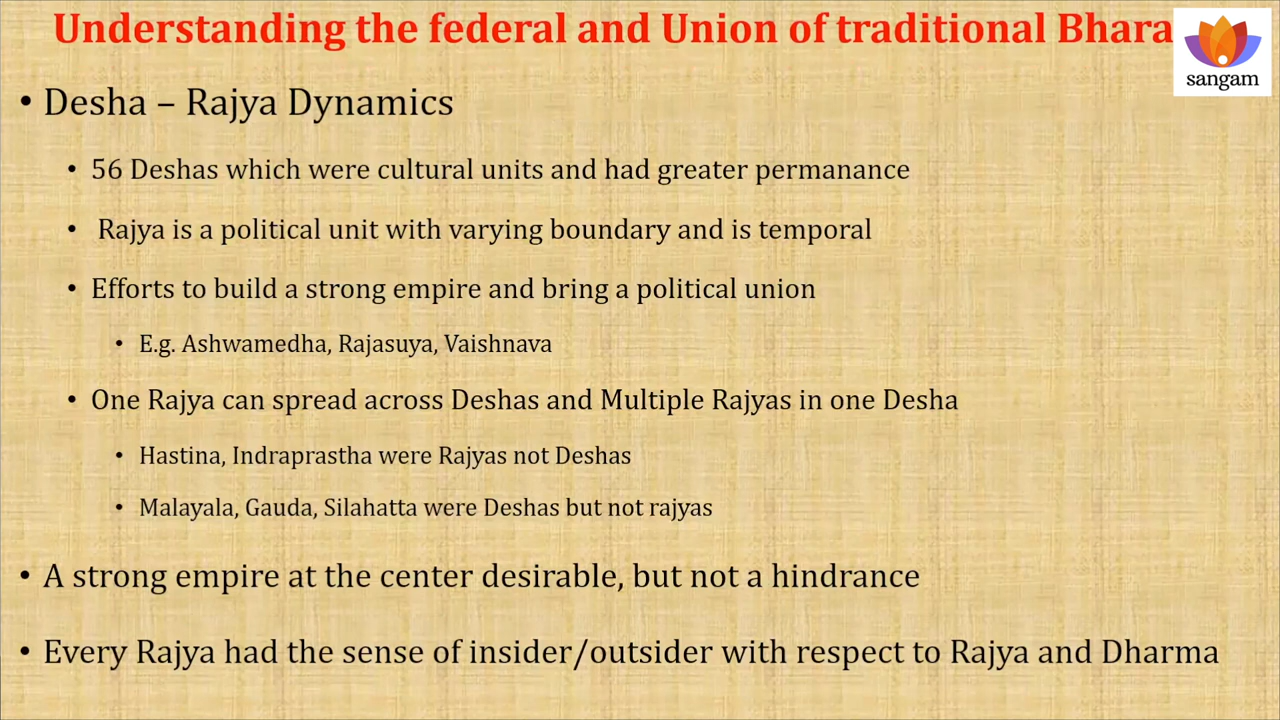 Understanding the federal and Union of traditional Bhara
sangam
• Desha – Rajya Dynamics
• 56 Deshas which were cultural units and had greater permanance
• Rajya is a political unit with varying boundary and is temporal
• Efforts to build a strong empire and bring a political union
• E.g. Ashwamedha, Rajasuya, Vaishnava
• One Rajya can spread across Deshas and Multiple Rajyas in one Desha
• Hastina, Indraprastha were Rajyas not Deshas
• Malayala, Gauda, Silahatta were Deshas but not rajyas
• A strong empire at the center desirable, but not a hindrance
• Every Rajya had the sense of insider/outsider with respect to Rajya and Dharma